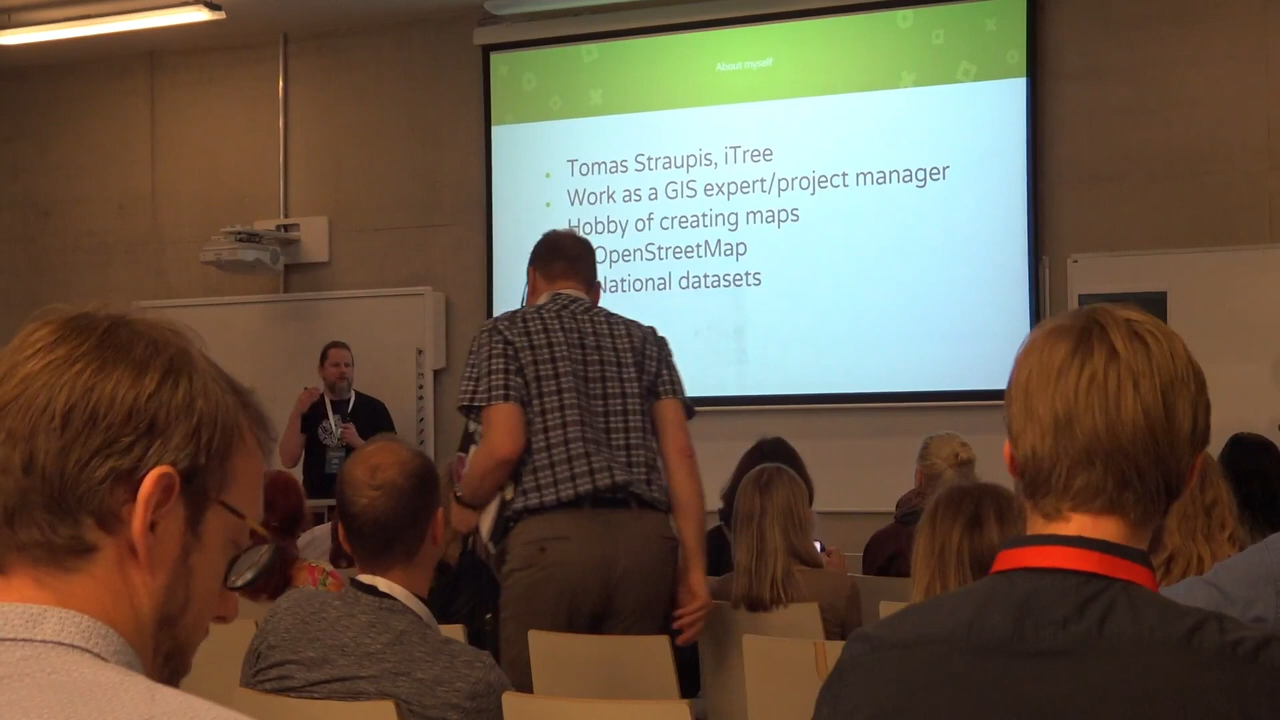 About myself
Tomas Straupis, iTree
Work as a GIS expert/project manager
Hobby of creating maps
OpenStreetMap
National datasets